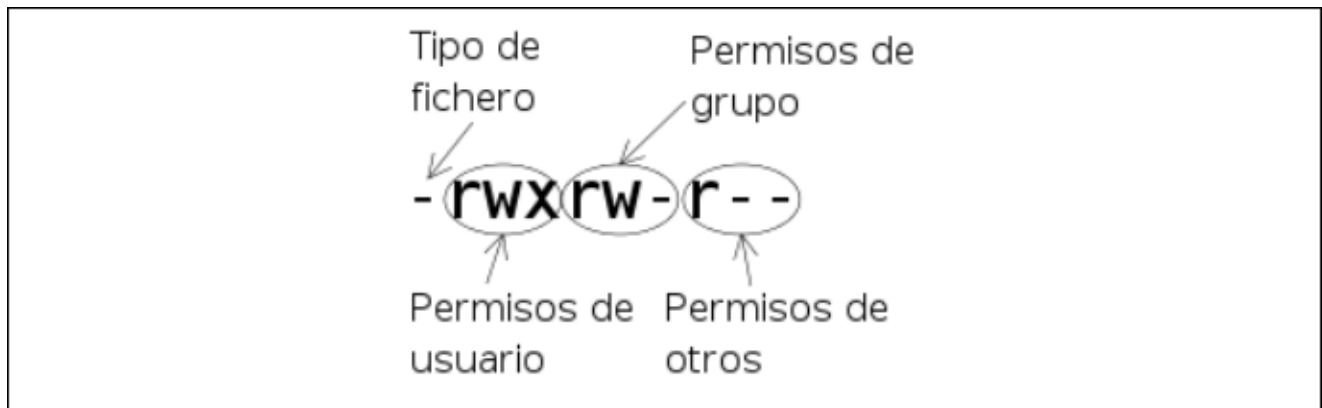 Tipo de
fichero
Permisos de
grupo
-rwxrw-r--
Permisos de
usuario
Permisos de
otros